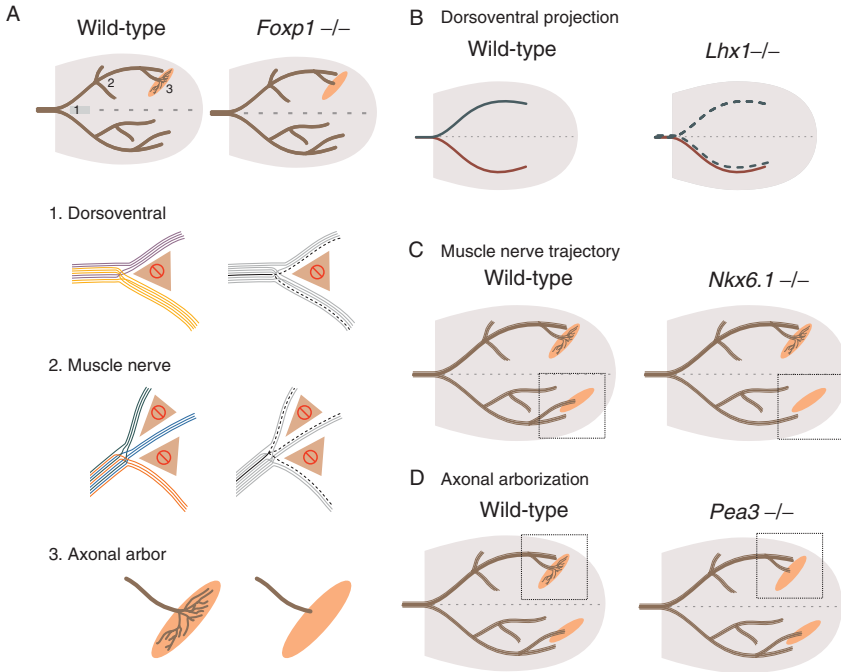 A
Wild-type
Foxp1 –/–
1
2
3
1. Dorsoventral
2. Muscle nerve
3. Axonal arbor
B Dorsoventral projection
Wild-type
Lhx1–/–
C Muscle nerve trajectory
Wild-type
Nkx6.1 –/–
D Axonal arborization
Wild-type
Pea3 –/–